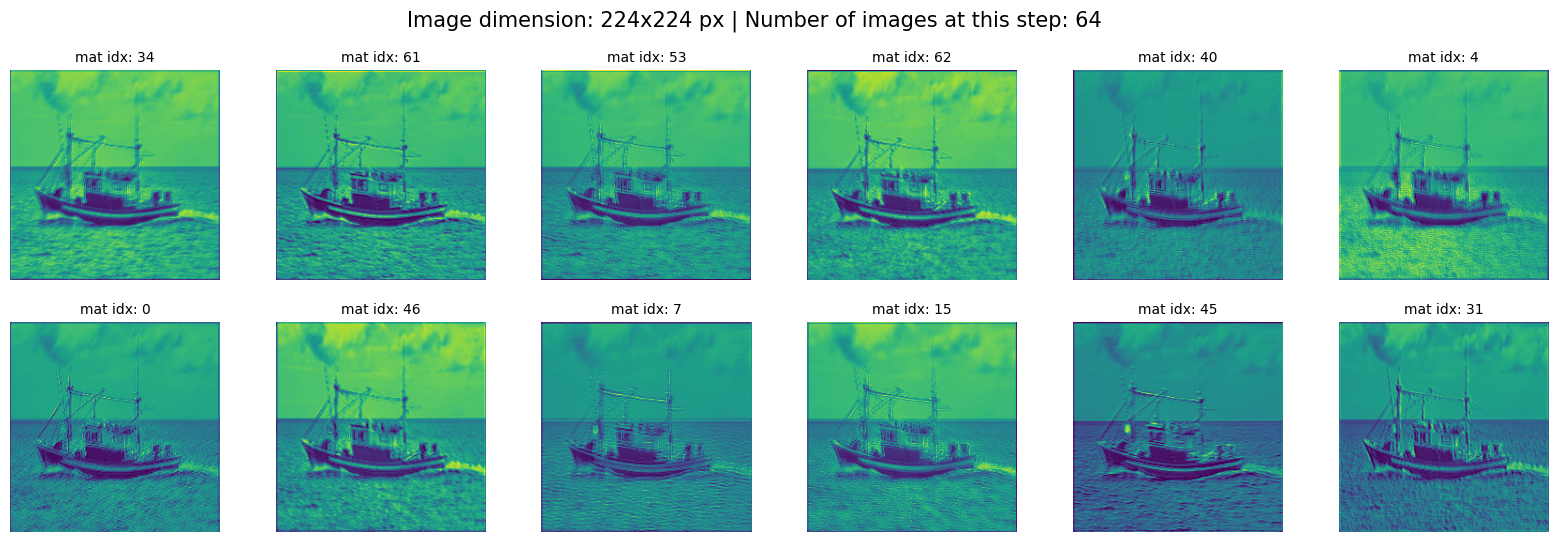 Image dimension: 224x224 px | Number of images at this step: 64
mat idx: 34
mat idx: 61
mat idx: 53
mat idx: 62
mat idx: 40
mat idx: 4
mat idx: 0
mat idx: 46
mat idx: 7
mat idx: 15
mat idx: 45
mat idx: 31